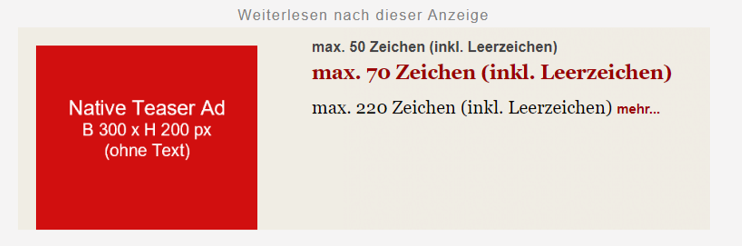 Weiterlesen nach dieser Anzeige
Native Teaser Ad
B 300 x H 200 px
(ohne Text)
max. 50 Zeichen (inkl. Leerzeichen)
max. 70 Zeichen (inkl. Leerzeichen)
max. 220 Zeichen (inkl. Leerzeichen) mehr...